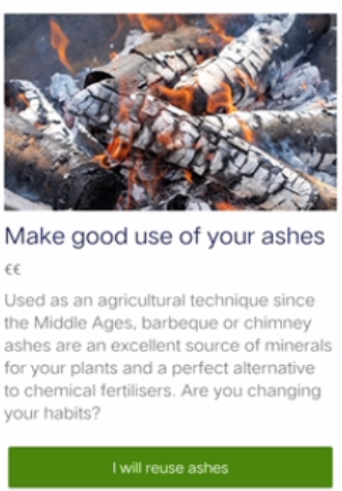 Make good use of your ashes
€€
Used as an agricultural technique since
the Middle Ages, barbeque or chimney
ashes are an excellent source of minerals
for your plants and a perfect alternative
to chemical fertilisers. Are you changing
your habits?
I will reuse ashes